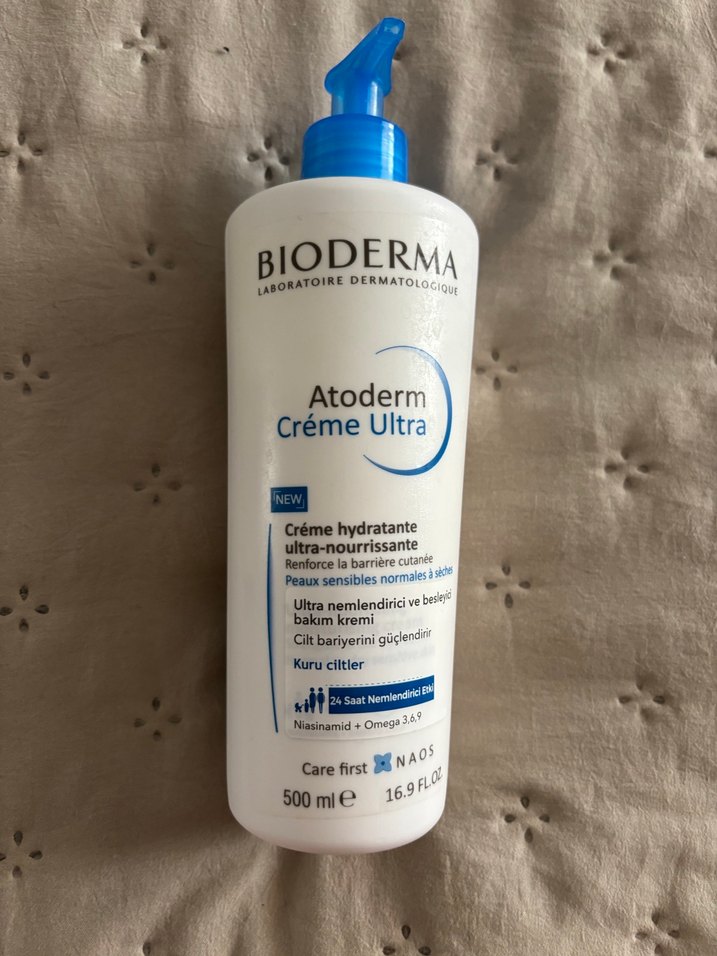 BIODERMA
LABORATOIRE DERMATOLOGIQUE
Atoderm
Créme Ultra
NEW
Créme hydratante
ultra-nourrissante
Renforce la barrière cutanée
Peaux sensibles normales à sèches
Ultra nemlendirici ve besleyici
bakım kremi
Cilt bariyerini güçlendirir
Kuru ciltler
24 Saat Nemlendirici Etki
Niasinamid + Omega 3,6,9
Care first NAOS
500 ml e 16.9 FL.OZ.